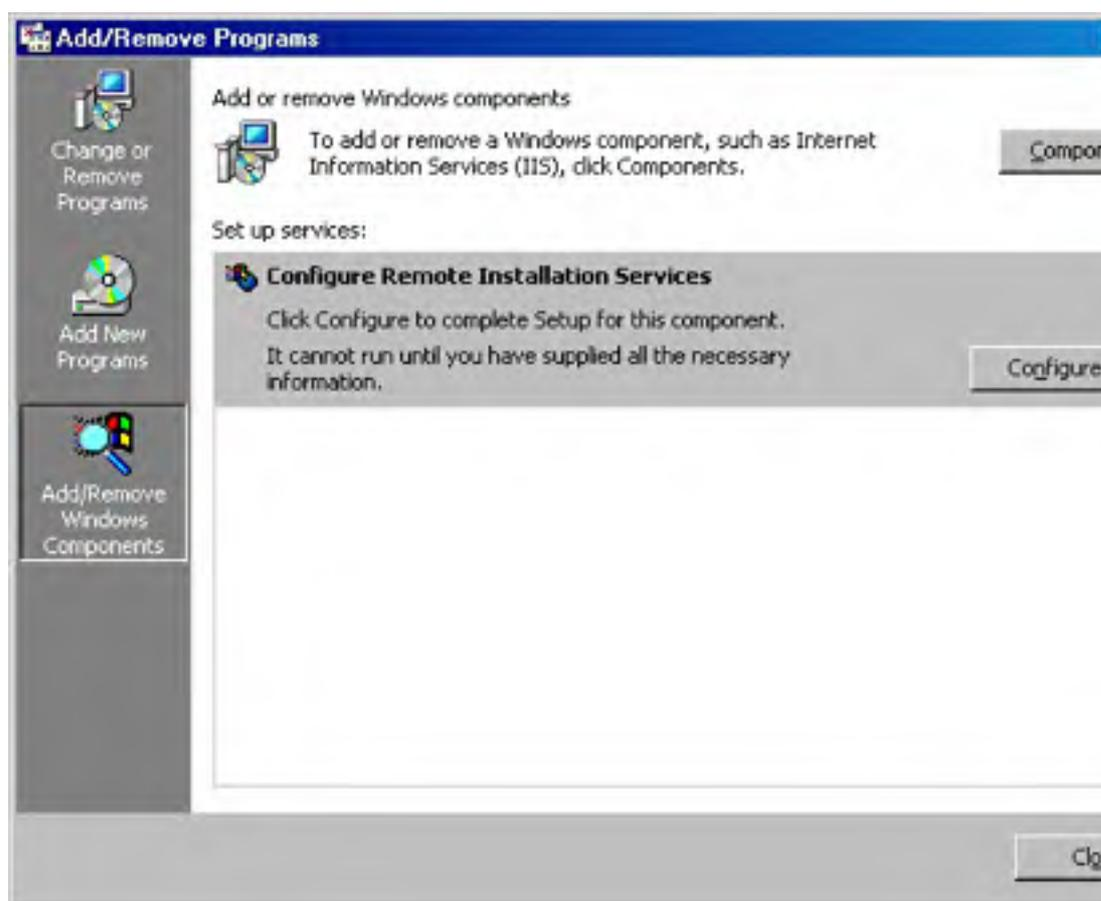 Add/Remove Programs
Change or
Remove
Programs
Add New
Programs
Add/Remove
Windows
Components
Add or remove Windows components
To add or remove a Windows component, such as Internet
Information Services (IIS), click Components.
Compon
Set up services:
Configure Remote Installation Services
Click Configure to complete Setup for this component.
It cannot run until you have supplied all the necessary
information.
Configure
Clo